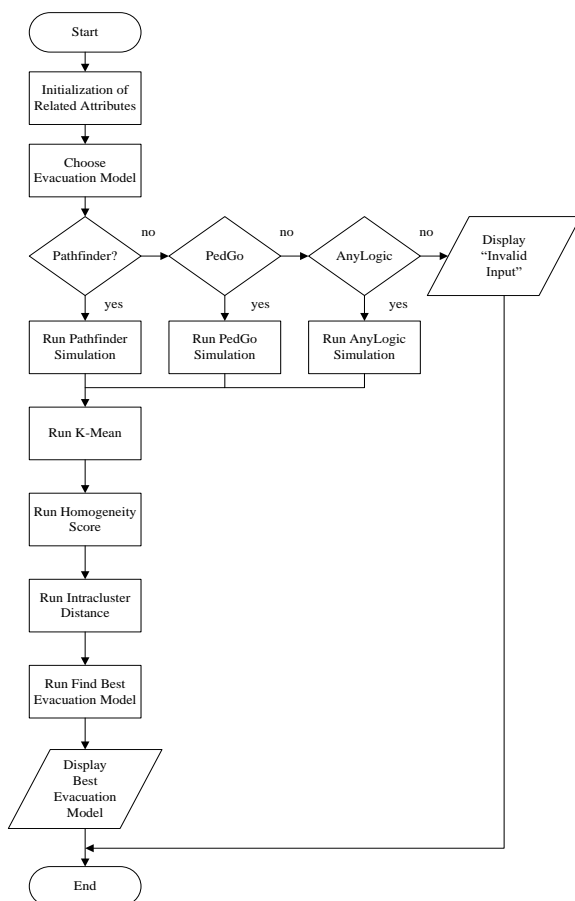 Start
Initialization of
Related Attributes
Choose
Evacuation Model
Pathfinder?
no
PedGo
no
AnyLogic
no
Display
“Invalid
Input”
yes
yes
yes
Run Pathfinder
Simulation
Run PedGo
Simulation
Run AnyLogic
Simulation
Run K-Mean
Run Homogeneity
Score
Run Intracluster
Distance
Run Find Best
Evacuation Model
Display
Best
Evacuation
Model
End